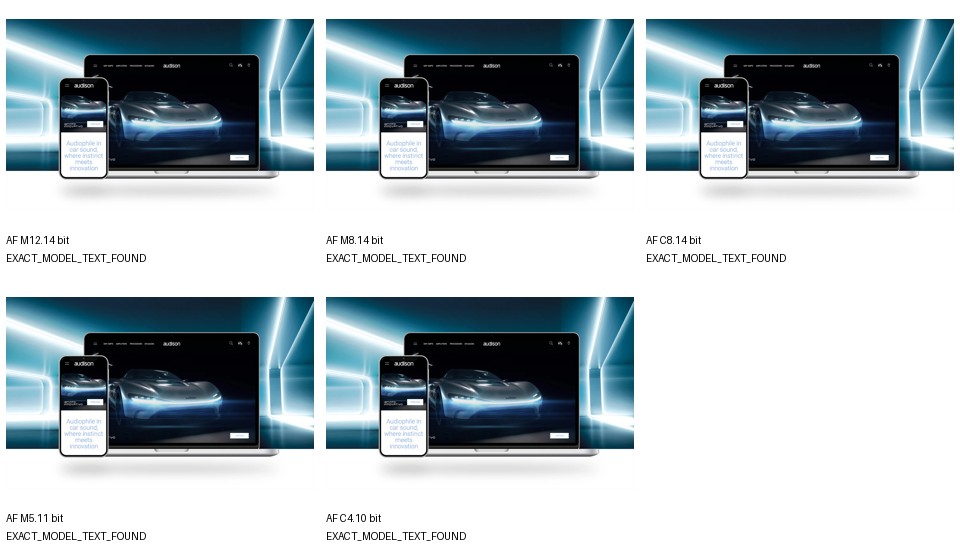 audison
audison
Audiophile in
car sound,
where instinct
meets
innovation
AF M12.14 bit
EXACT_MODEL_TEXT_FOUND
audison
audison
Audiophile in
car sound,
where instinct
meets
innovation
AF M8.14 bit
EXACT_MODEL_TEXT_FOUND
audison
audison
Audiophile in
car sound,
where instinct
meets
innovation
AF C8.14 bit
EXACT_MODEL_TEXT_FOUND
audison
audison
Audiophile in
car sound,
where instinct
meets
innovation
AF M5.11 bit
EXACT_MODEL_TEXT_FOUND
audison
audison
Audiophile in
car sound,
where instinct
meets
innovation
AF C4.10 bit
EXACT_MODEL_TEXT_FOUND